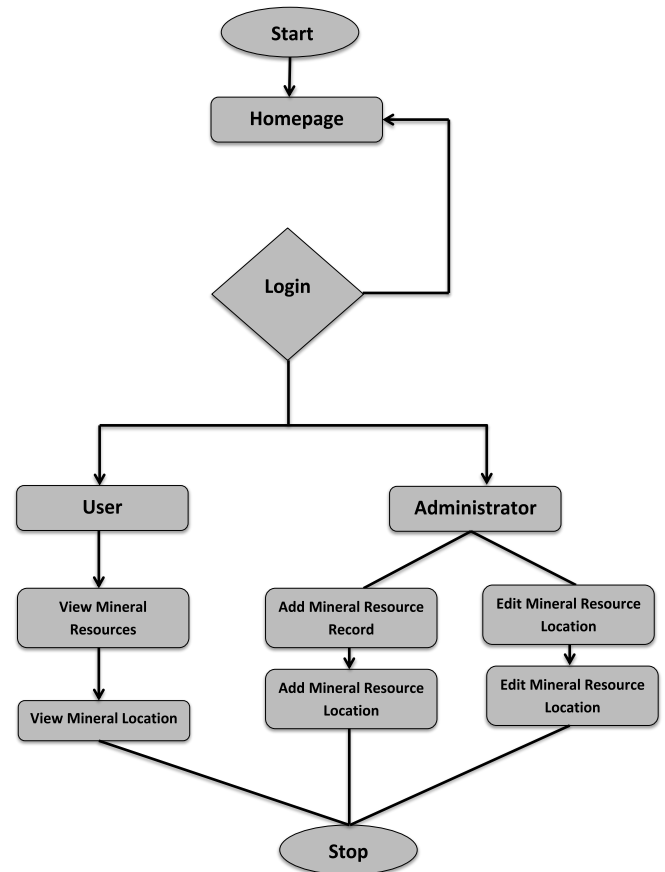 Start
Homepage
Login
User
Administrator
View Mineral
Resources
Add Mineral Resource
Record
Edit Mineral Resource
Location
View Mineral Location
Add Mineral Resource
Location
Edit Mineral Resource
Location
Stop